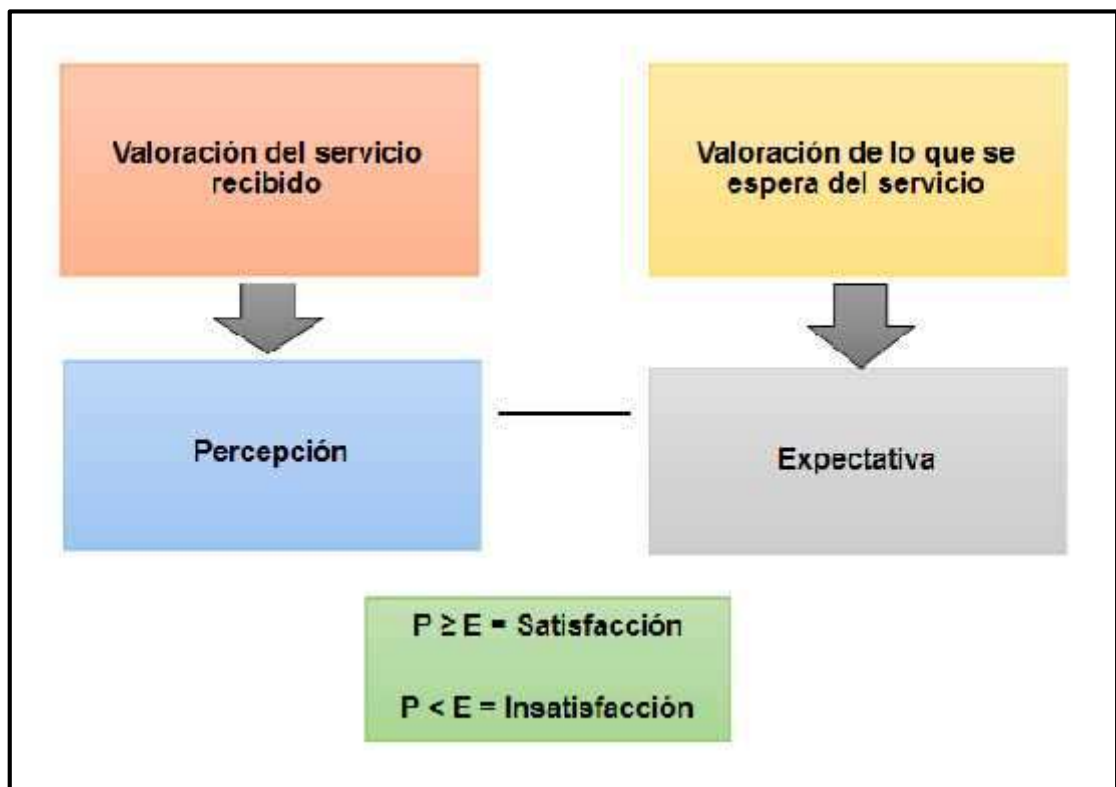 Valoración del servicio
recibido
Valoración de lo que se
espera del servicio
Percepción
Expectativa
P ≥ E = Satisfacción
P < E = Insatisfacción